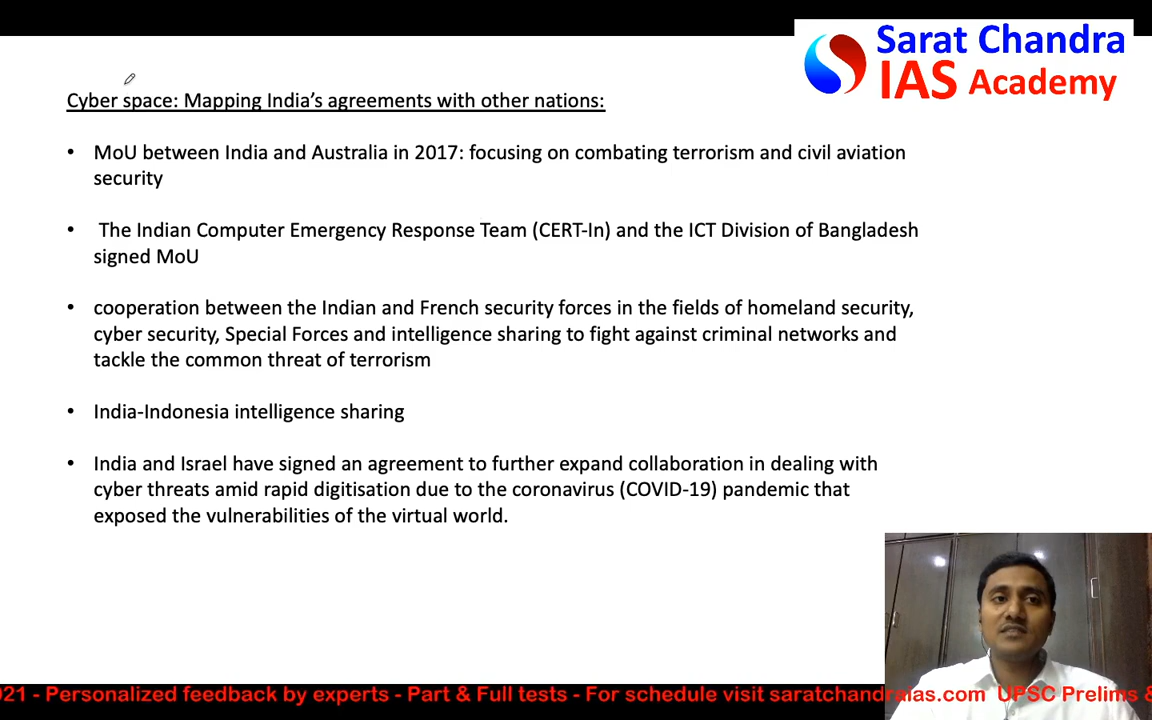 Sarat Chandra
IAS Academy
Cyber space: Mapping India's agreements with other nations:
• MoU between India and Australia in 2017: focusing on combating terrorism and civil aviation
security
• The Indian Computer Emergency Response Team (CERT-In) and the ICT Division of Bangladesh
signed MoU
• cooperation between the Indian and French security forces in the fields of homeland security,
cyber security, Special Forces and intelligence sharing to fight against criminal networks and
tackle the common threat of terrorism
• India-Indonesia intelligence sharing
• India and Israel have signed an agreement to further expand collaboration in dealing with
cyber threats amid rapid digitisation due to the coronavirus (COVID-19) pandemic that
exposed the vulnerabilities of the virtual world.
21 - Personalized feedback by experts - Part & Full tests - For schedule visit saratchandraias.com UPSC Prelims &